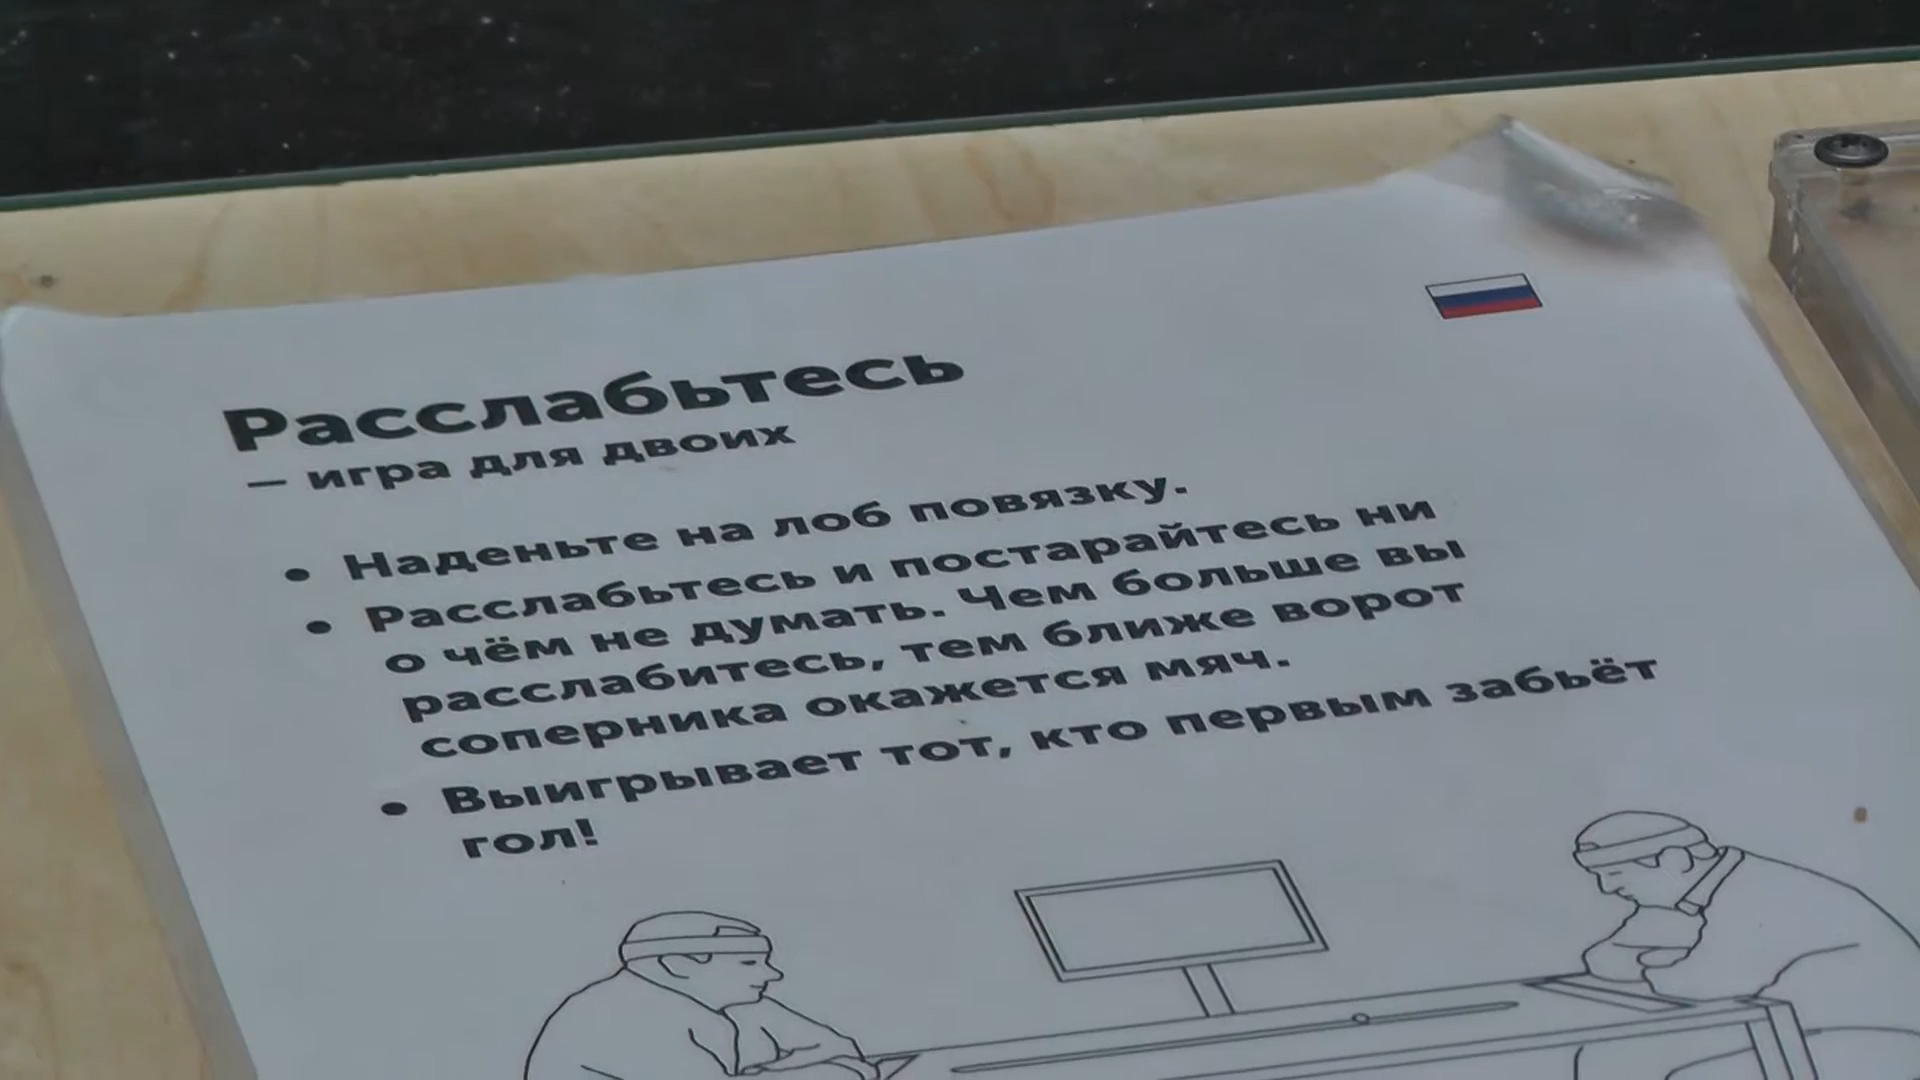 Расслабьтесь
— игра для двоих
• Наденьте на лоб повязку.
• Расслабьтесь и постарайтесь ни
о чём не думать. Чем больше вы
расслабитесь, тем ближе ворот
соперника окажется мяч.
• Выигрывает тот, кто первым забьёт
гол!